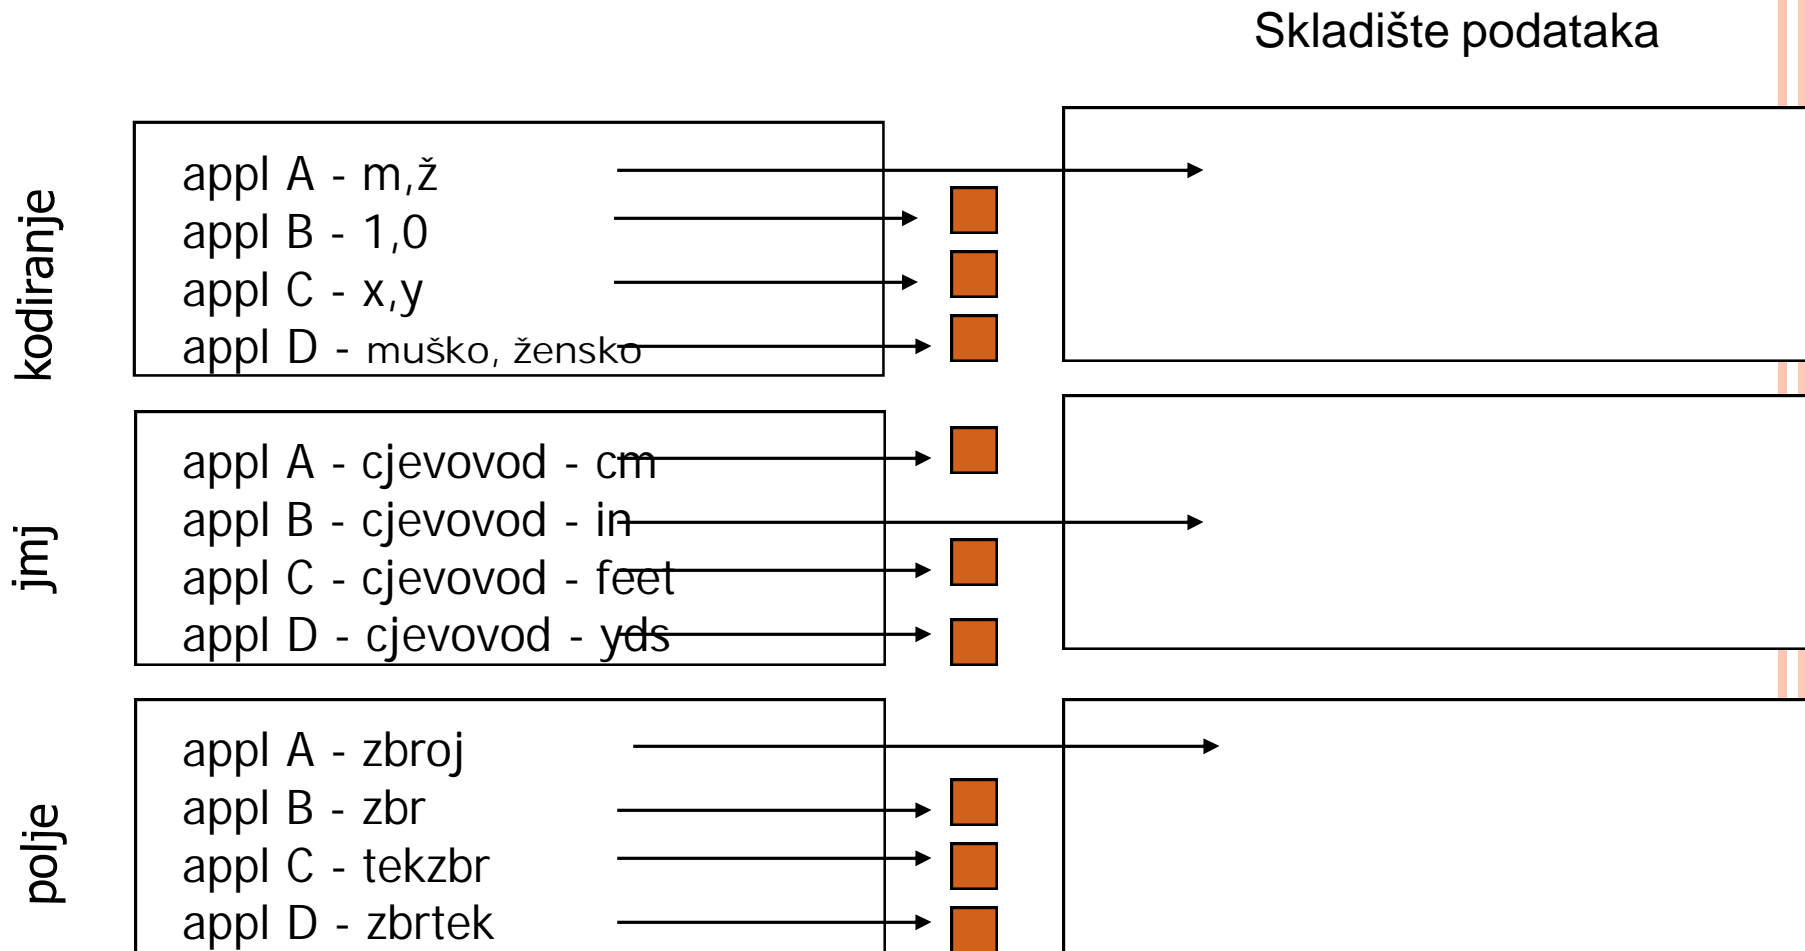 Skladište podataka
kodiranje
appl A - m,ž
appl B - 1,0
appl C - x,y
appl D - muško, žensko
jmj
appl A - cjevovod - cm
appl B - cjevovod - in
appl C - cjevovod - feet
appl D - cjevovod - yds
polje
appl A - zbroj
appl B - zbr
appl C - tekzbr
appl D - zbrtek